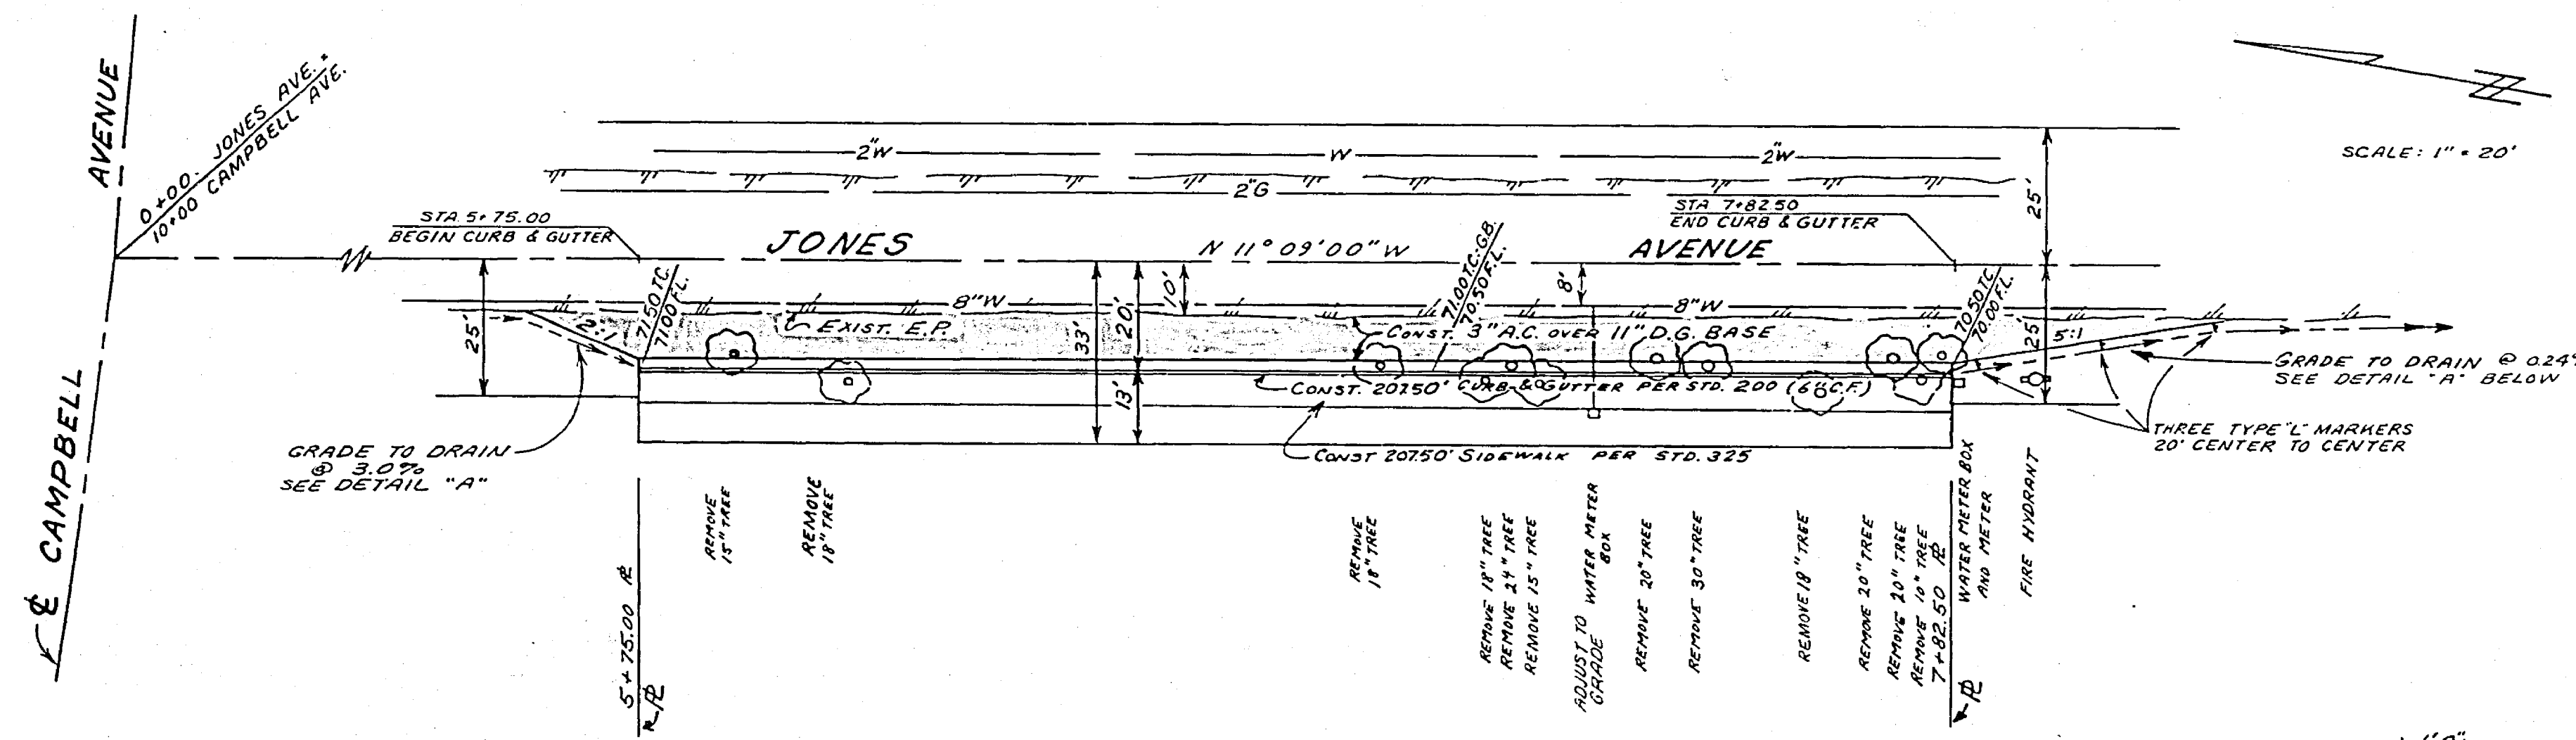 AVENUE
℄ CAMPBELL
0+00 JONES AVE. =
10+00 CAMPBELL AVE.
2"W
W
2"W
2"G
SCALE: 1" = 20'
STA 5+75.00
BEGIN CURB & GUTTER
JONES
N 11° 09' 00" W
AVENUE
STA 7+82.50
END CURB & GUTTER
25'
25'
25'
33'
20'
13'
10'
8'
2:1
71.50 T.C.
71.00 F.L.
8"W
EXIST. E.P.
71.00 T.C. G.B.
70.50 F.L.
8"W
CONST. 3" A.C. OVER 11" D.G. BASE
70.50 T.C.
70.00 F.L.
5:1
CONST. 207.50' CURB & GUTTER PER STD. 200 (6" C.F.)
CONST 207.50' SIDEWALK PER STD. 325
GRADE TO DRAIN
@ 3.0%
SEE DETAIL "A"
GRADE TO DRAIN @ 0.24%
SEE DETAIL "A" BELOW
THREE TYPE "L" MARKERS
20' CENTER TO CENTER
5+75.00 ⅊
⅊
REMOVE
15" TREE
REMOVE
18" TREE
REMOVE
18" TREE
REMOVE 18" TREE
REMOVE 24" TREE
REMOVE 15" TREE
ADJUST TO WATER METER
GRADE BOX
REMOVE 20" TREE
REMOVE 30" TREE
REMOVE 18" TREE
REMOVE 20" TREE
REMOVE 20" TREE
REMOVE 10" TREE
7+82.50 ⅊
⅊
WATER METER BOX
AND METER
FIRE HYDRANT